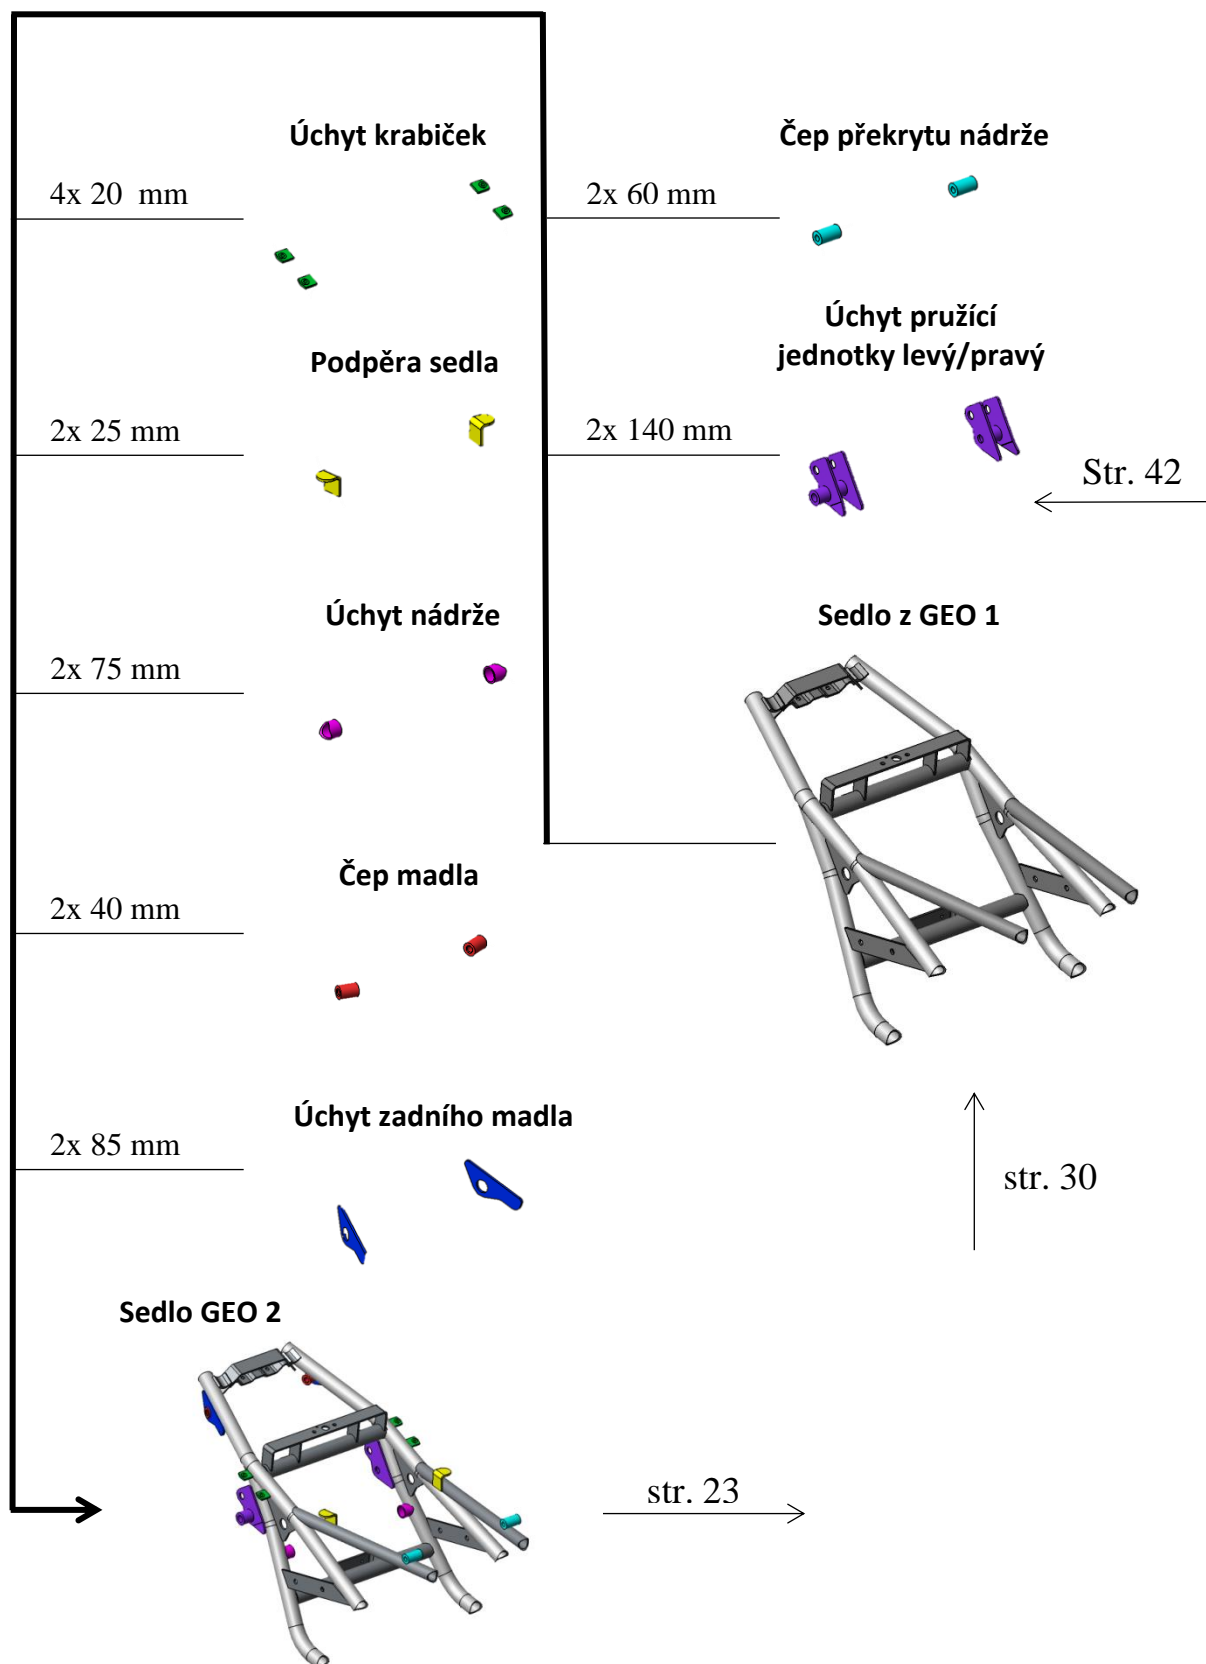 Úchyt krabiček
4x 20  mm
Podpěra sedla
2x 25 mm
Úchyt nádrže
2x 75 mm
Čep madla
2x 40 mm
Úchyt zadního madla
2x 85 mm
Sedlo GEO 2
Čep překrytu nádrže
2x 60 mm
Úchyt pružící
jednotky levý/pravý
2x 140 mm
Str. 42
Sedlo z GEO 1
str. 30
str. 23